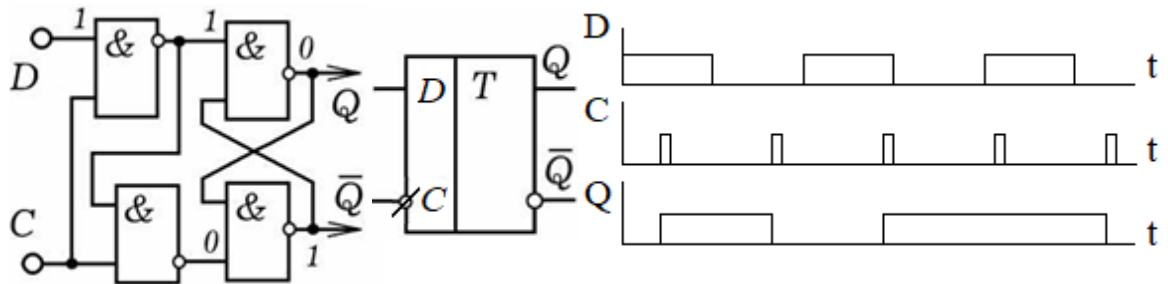 1 & 1 & 0
D Q
& 0 & Q̅
C 1
D T Q
C Q̅
D t
C t
Q t